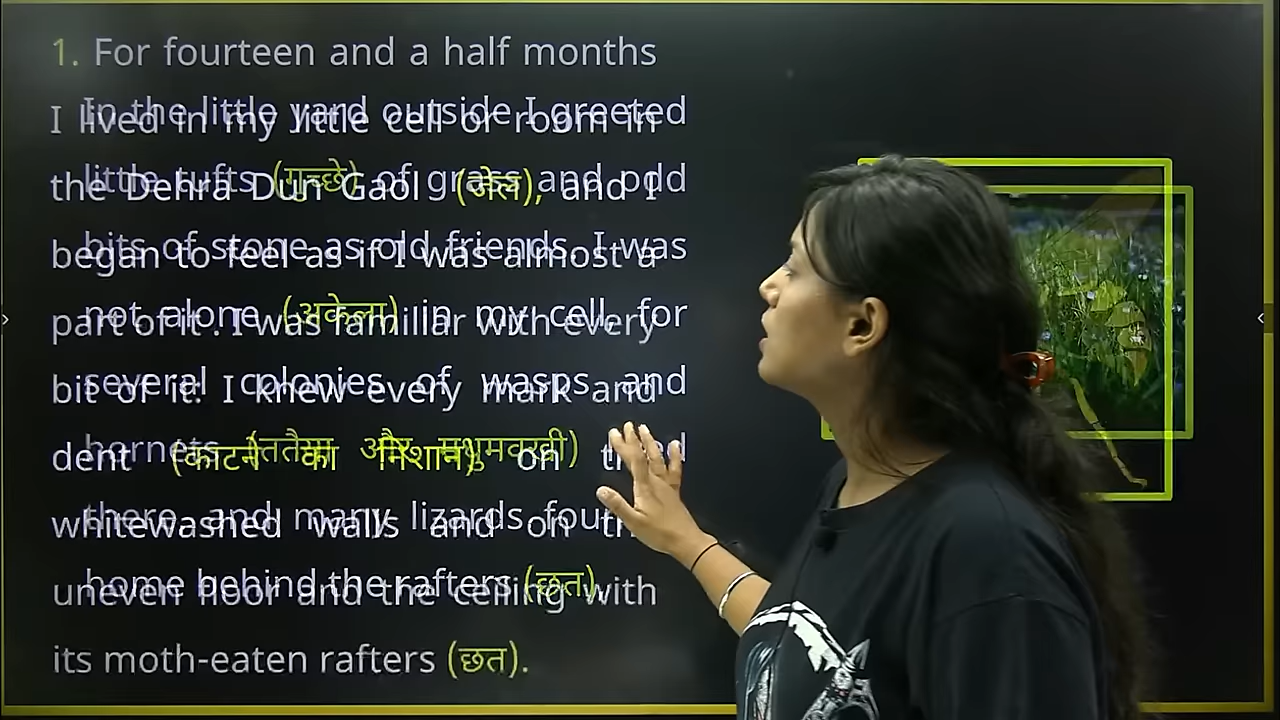 1. For fourteen and a half months
I lived in my little cell or room in
the Dehra Dun Gaol (जेल), and I
began to feel as if I was almost a
part of it . I was familiar with every
bit of it: I knew every mark and
dent (काटने का निशान) on
whitewashed walls and on
uneven floor and the ceiling with
its moth-eaten rafters (छत).
In the little yard outside I greeted
little tufts (गुच्छे) of grass and odd
bits of stone as old friends. I was
not alone (अकेला) in my cell, for
several colonies of wasps and
hornets (ततैया और मधुमक्खी)
there, and many lizards
home behind the rafters (छत),